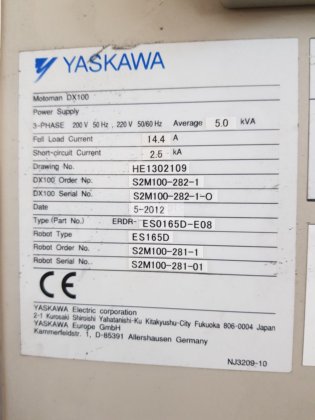 YASKAWA
Motoman DX100
Power Supply
3-PHASE 200 V 50 Hz , 220 V 50/60 Hz Average 5.0 kVA
Full Load Current 14.4 A
Short-circuit Current 2.5 kA
Drawing No. HE1302109
DX100 Order No. S2M100-282-1
DX100 Serial No. S2M100-282-1-O
Date 5-2012
Type (Part No.) ERDR- ES0165D-E08
Robot Type ES165D
Robot Order No. S2M100-281-1
Robot Serial No. S2M100-281-01
CE
YASKAWA Electric corporation
2-1 Kurosaki Shiroishi Yahatanishi-Ku Kitakyushu-City Fukuoka 806-0004 Japan
YASKAWA Europe GmbH
Kammerfeldstr. 1, D-85391 Allershausen Germany
NJ3209-10